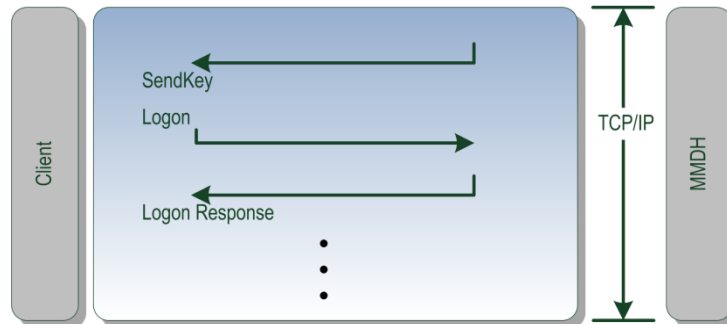 Client
SendKey
Logon
Logon Response
TCP/IP
MMDH